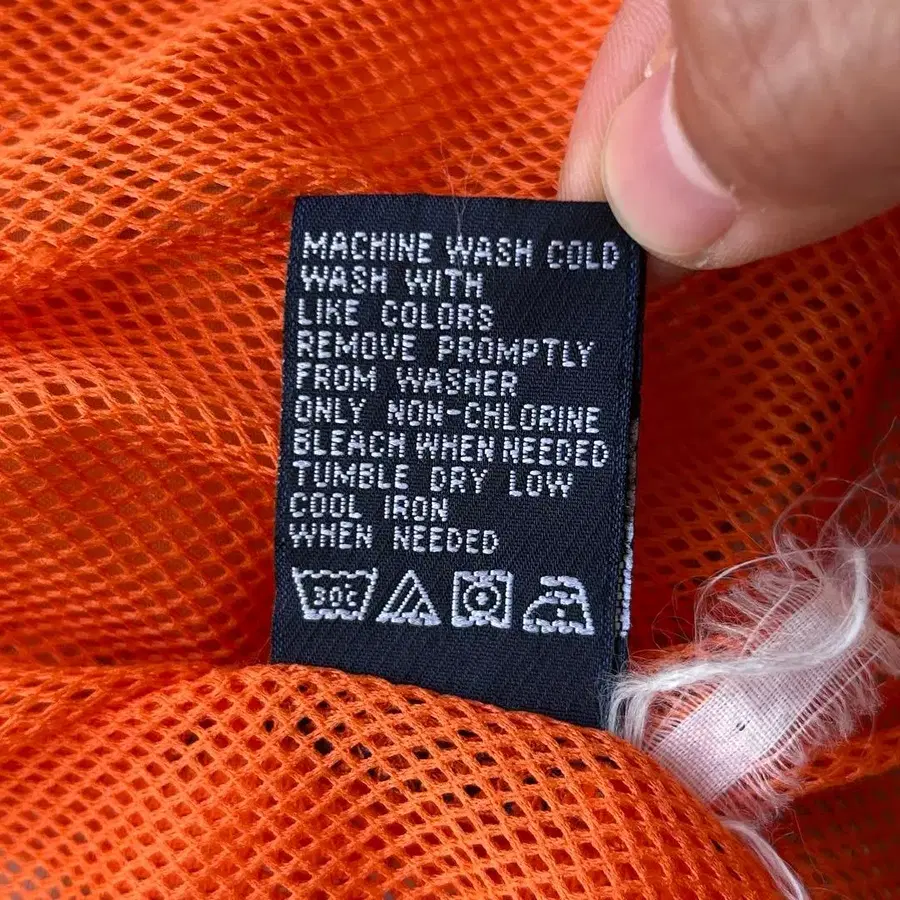 MACHINE WASH COLD
WASH WITH
LIKE COLORS
REMOVE PROMPTLY
FROM WASHER
ONLY NON-CHLORINE
BLEACH WHEN NEEDED
TUMBLE DRY LOW
COOL IRON
WHEN NEEDED
30C